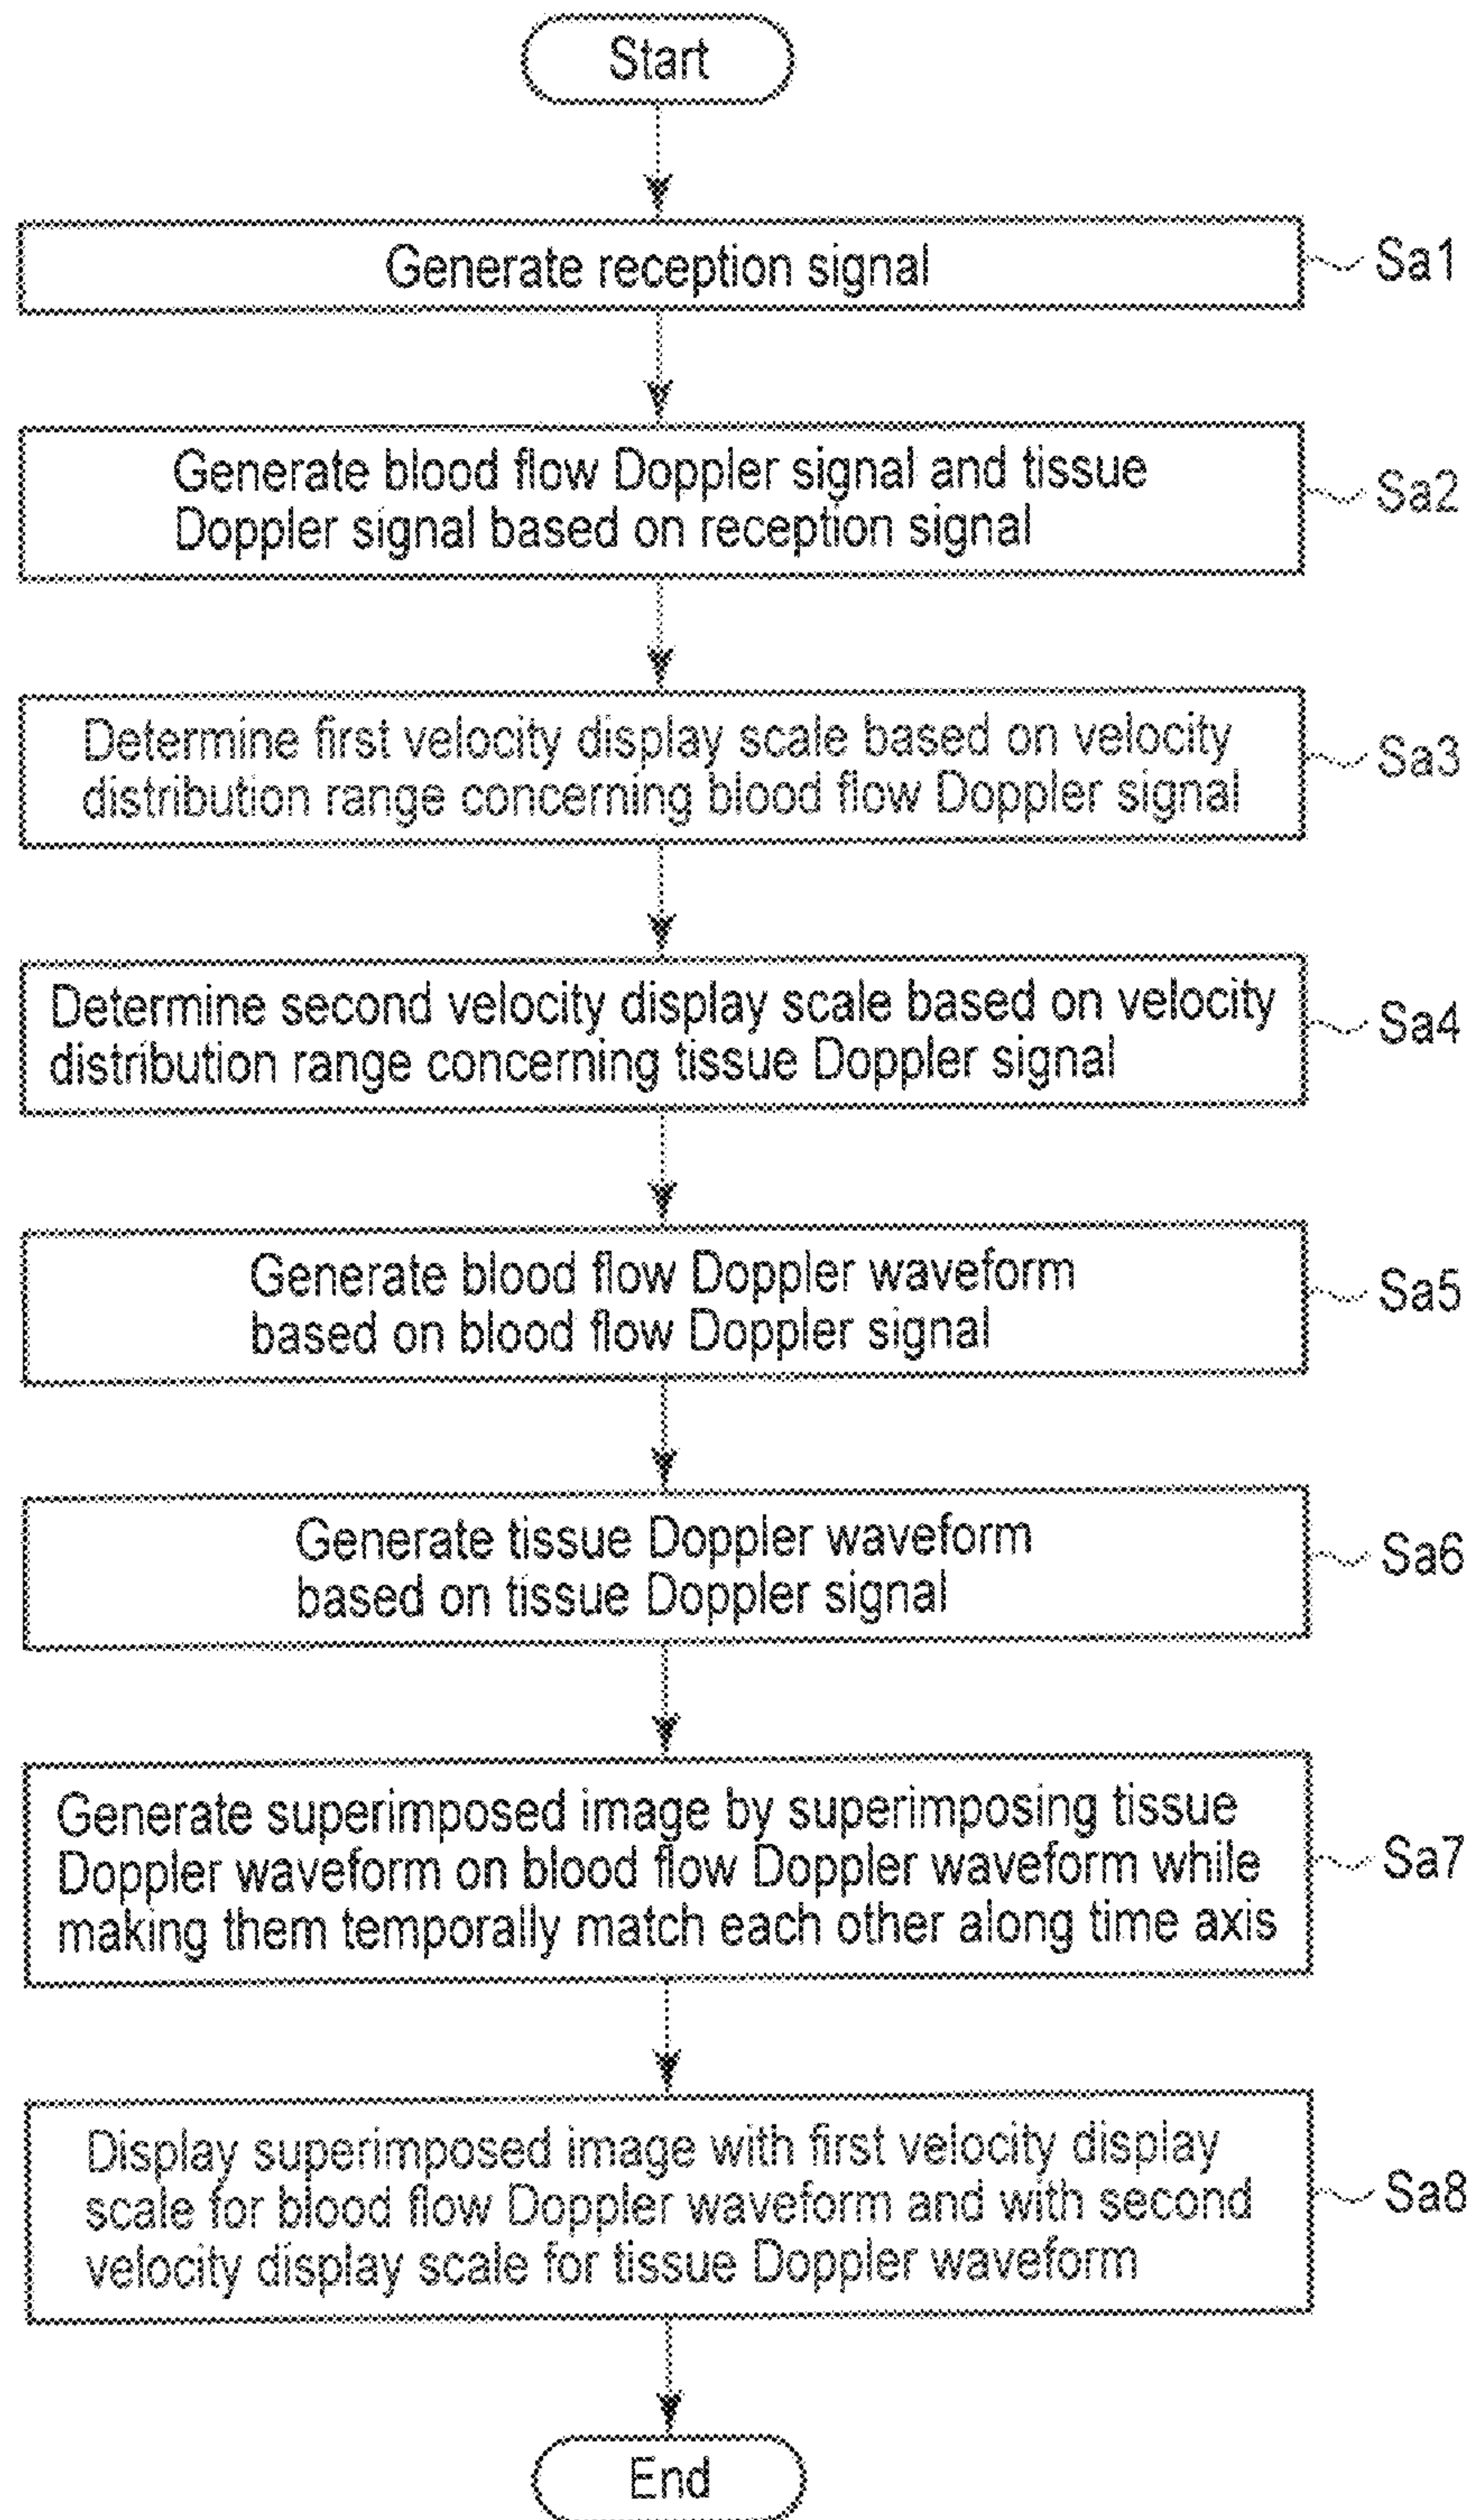 Start
Generate reception signal
Sa1
Generate blood flow Doppler signal and tissue
Doppler signal based on reception signal
Sa2
Determine first velocity display scale based on velocity
distribution range concerning blood flow Doppler signal
Sa3
Determine second velocity display scale based on velocity
distribution range concerning tissue Doppler signal
Sa4
Generate blood flow Doppler waveform
based on blood flow Doppler signal
Sa5
Generate tissue Doppler waveform
based on tissue Doppler signal
Sa6
Generate superimposed image by superimposing tissue
Doppler waveform on blood flow Doppler waveform while
making them temporally match each other along time axis
Sa7
Display superimposed image with first velocity display
scale for blood flow Doppler waveform and with second
velocity display scale for tissue Doppler waveform
Sa8
End